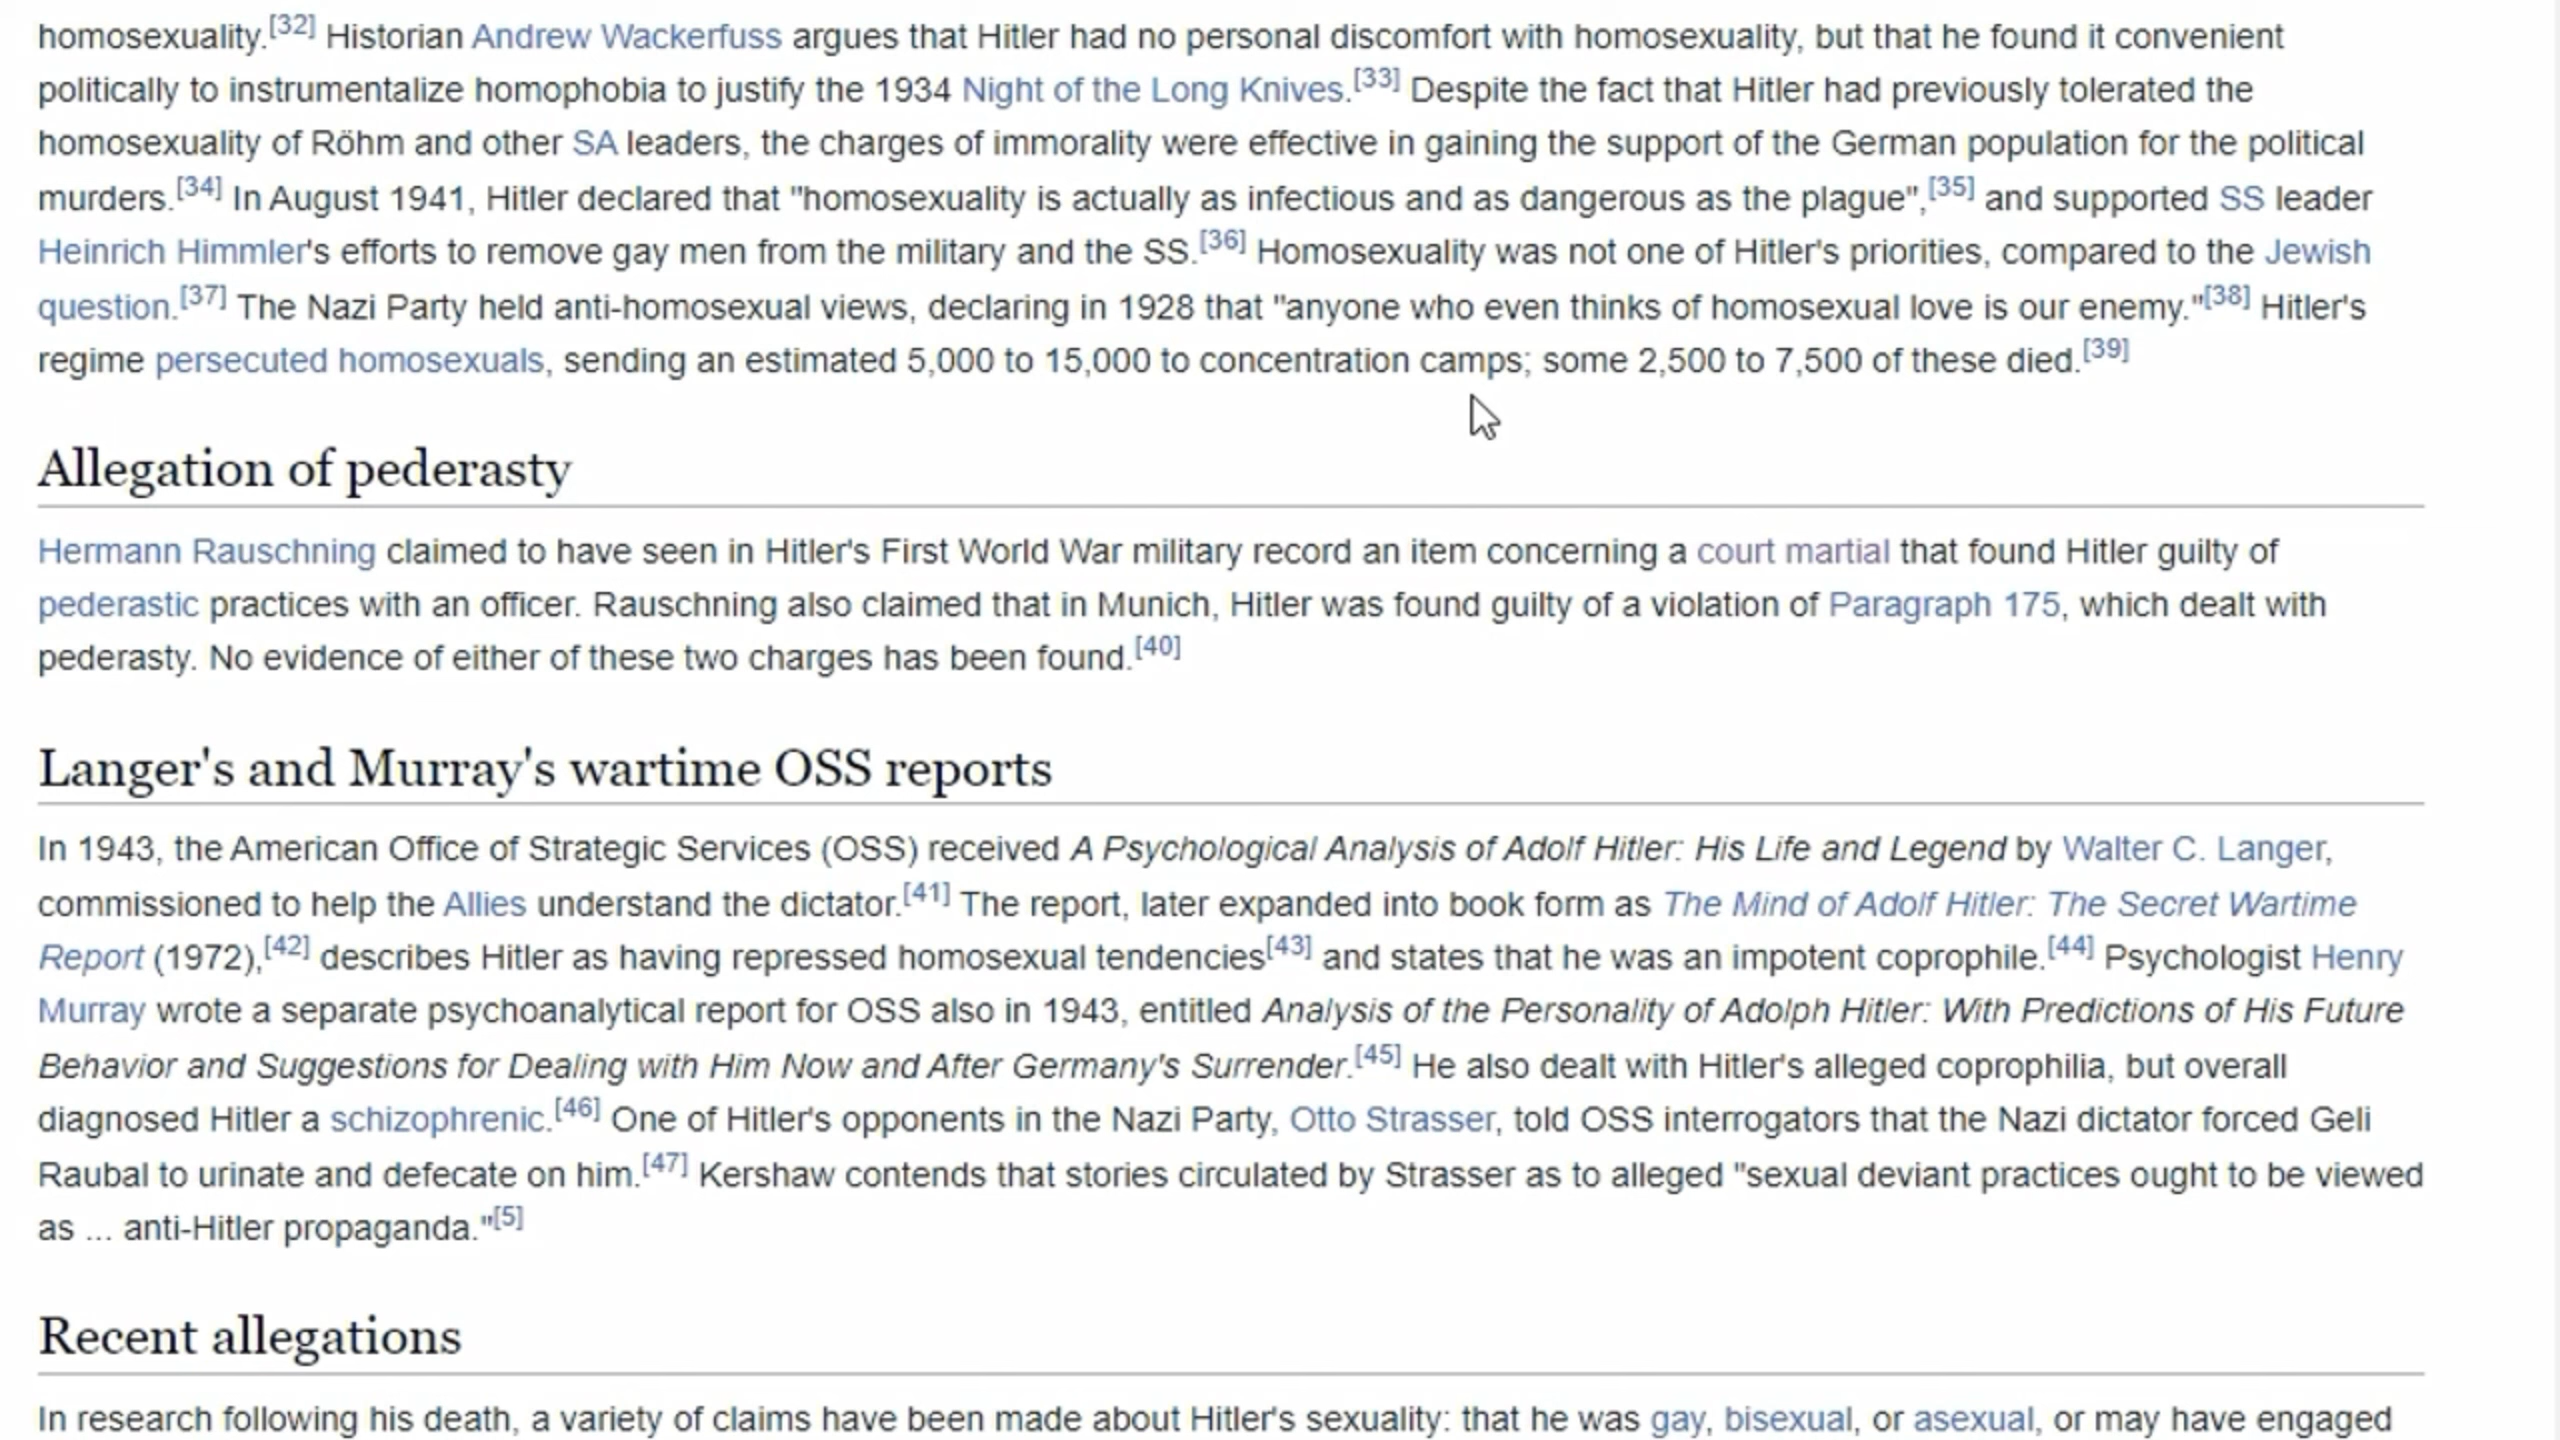 homosexuality.[32] Historian Andrew Wackerfuss argues that Hitler had no personal discomfort with homosexuality, but that he found it convenient
politically to instrumentalize homophobia to justify the 1934 Night of the Long Knives.[33] Despite the fact that Hitler had previously tolerated the
homosexuality of Röhm and other SA leaders, the charges of immorality were effective in gaining the support of the German population for the political
murders.[34] In August 1941, Hitler declared that "homosexuality is actually as infectious and as dangerous as the plague",[35] and supported SS leader
Heinrich Himmler's efforts to remove gay men from the military and the SS.[36] Homosexuality was not one of Hitler's priorities, compared to the Jewish
question.[37] The Nazi Party held anti-homosexual views, declaring in 1928 that "anyone who even thinks of homosexual love is our enemy."[38] Hitler's
regime persecuted homosexuals, sending an estimated 5,000 to 15,000 to concentration camps; some 2,500 to 7,500 of these died.[39]
Allegation of pederasty
Hermann Rauschning claimed to have seen in Hitler's First World War military record an item concerning a court martial that found Hitler guilty of
pederastic practices with an officer. Rauschning also claimed that in Munich, Hitler was found guilty of a violation of Paragraph 175, which dealt with
pederasty. No evidence of either of these two charges has been found.[40]
Langer's and Murray's wartime OSS reports
In 1943, the American Office of Strategic Services (OSS) received A Psychological Analysis of Adolf Hitler: His Life and Legend by Walter C. Langer,
commissioned to help the Allies understand the dictator.[41] The report, later expanded into book form as The Mind of Adolf Hitler: The Secret Wartime
Report (1972),[42] describes Hitler as having repressed homosexual tendencies[43] and states that he was an impotent coprophile.[44] Psychologist Henry
Murray wrote a separate psychoanalytical report for OSS also in 1943, entitled Analysis of the Personality of Adolph Hitler: With Predictions of His Future
Behavior and Suggestions for Dealing with Him Now and After Germany's Surrender.[45] He also dealt with Hitler's alleged coprophilia, but overall
diagnosed Hitler a schizophrenic.[46] One of Hitler's opponents in the Nazi Party, Otto Strasser, told OSS interrogators that the Nazi dictator forced Geli
Raubal to urinate and defecate on him.[47] Kershaw contends that stories circulated by Strasser as to alleged "sexual deviant practices ought to be viewed
as ... anti-Hitler propaganda."[5]
Recent allegations
In research following his death, a variety of claims have been made about Hitler's sexuality: that he was gay, bisexual, or asexual, or may have engaged